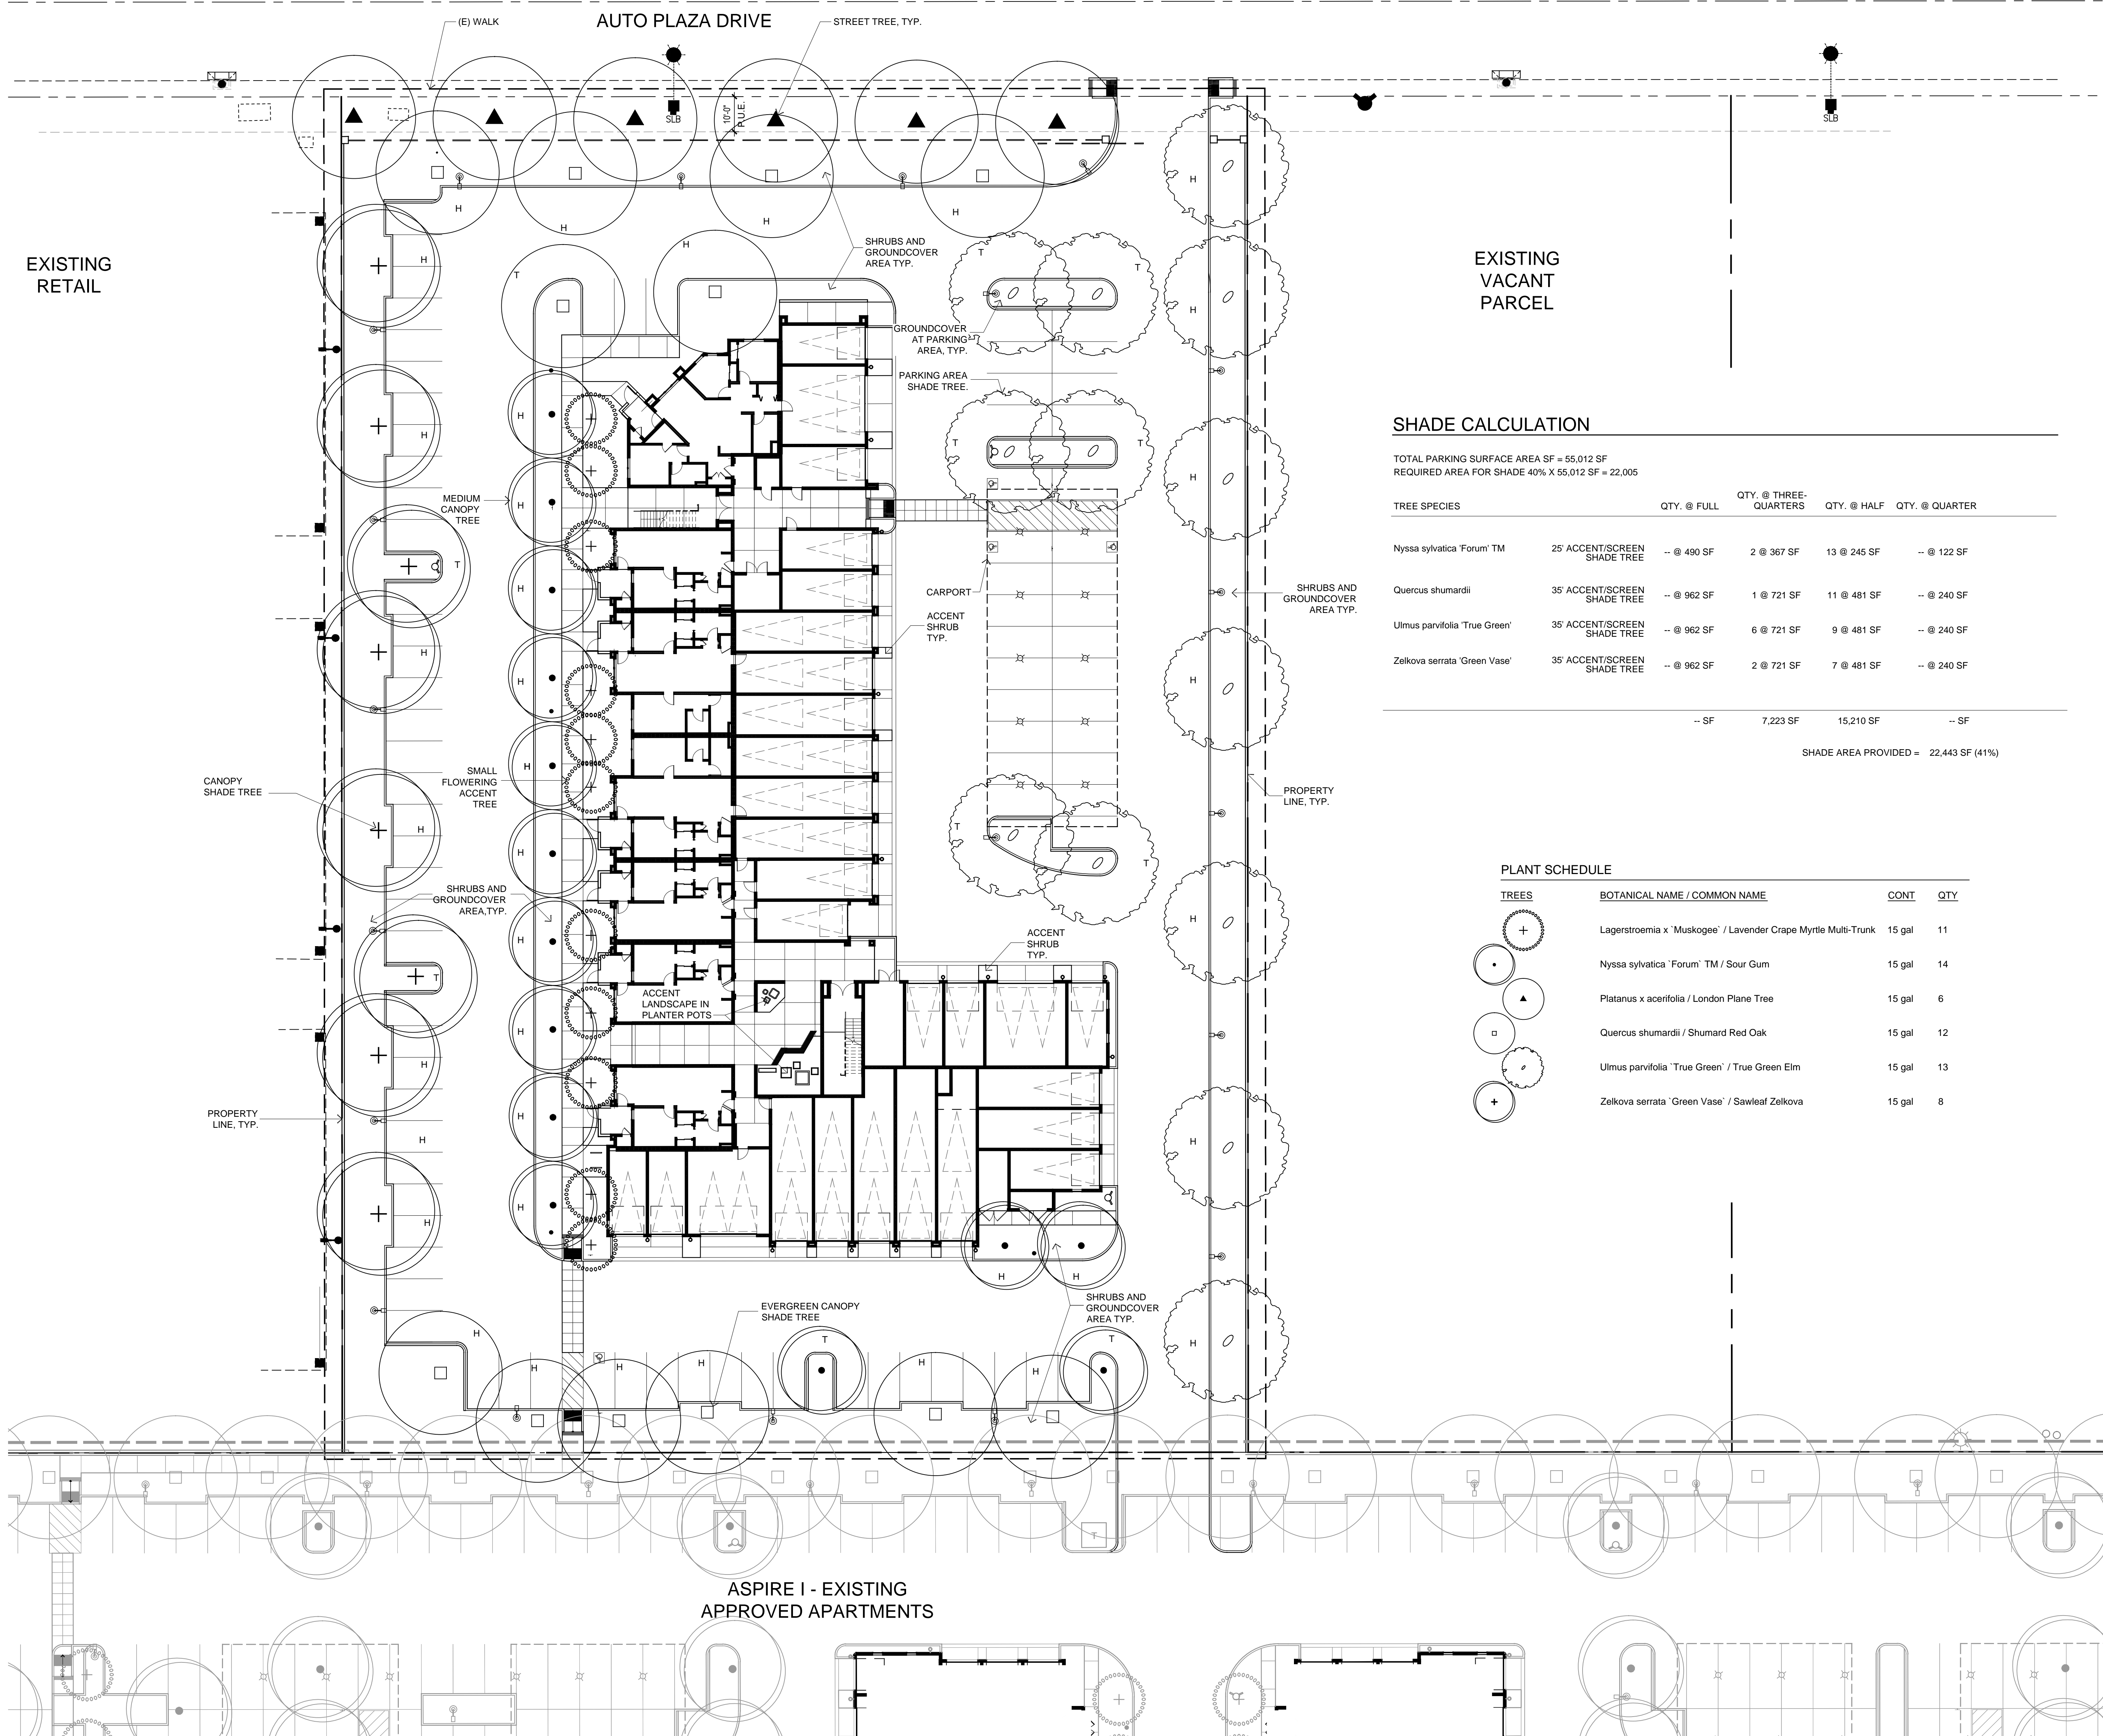 (E) WALK
AUTO PLAZA DRIVE
STREET TREE, TYP.
SLB
10'-0"
P.U.E.
SLB
EXISTING
RETAIL
EXISTING
VACANT
PARCEL
H
H
H
H
H
H
H
T
T
T
H
H
SHRUBS AND
GROUNDCOVER
AREA TYP.
GROUNDCOVER
AT PARKING
AREA, TYP.
PARKING AREA
SHADE TREE.
H
H
T
T
H
MEDIUM
CANOPY
TREE
H
T
H
CARPORT
ACCENT
SHRUB
TYP.
SHRUBS AND
GROUNDCOVER
AREA TYP.
H
H
H
SMALL
FLOWERING
ACCENT
TREE
H
CANOPY
SHADE TREE
PROPERTY
LINE, TYP.
H
H
T
T
SHRUBS AND
GROUNDCOVER
AREA,TYP.
H
H
ACCENT
SHRUB
TYP.
T
ACCENT
LANDSCAPE IN
PLANTER POTS
H
H
PROPERTY
LINE, TYP.
H
H
H
H
H
H
H
EVERGREEN CANOPY
SHADE TREE
SHRUBS AND
GROUNDCOVER
AREA TYP.
H
H
H
H
H
T
H
H
T
H
SHADE CALCULATION
TOTAL PARKING SURFACE AREA SF = 55,012 SF
REQUIRED AREA FOR SHADE 40% X 55,012 SF = 22,005
TREE SPECIES QTY. @ FULL QTY. @ THREE-QUARTERS QTY. @ HALF QTY. @ QUARTER
Nyssa sylvatica 'Forum' TM 25' ACCENT/SCREEN SHADE TREE -- @ 490 SF 2 @ 367 SF 13 @ 245 SF -- @ 122 SF
Quercus shumardii 35' ACCENT/SCREEN SHADE TREE -- @ 962 SF 1 @ 721 SF 11 @ 481 SF -- @ 240 SF
Ulmus parvifolia 'True Green' 35' ACCENT/SCREEN SHADE TREE -- @ 962 SF 6 @ 721 SF 9 @ 481 SF -- @ 240 SF
Zelkova serrata 'Green Vase' 35' ACCENT/SCREEN SHADE TREE -- @ 962 SF 2 @ 721 SF 7 @ 481 SF -- @ 240 SF
-- SF 7,223 SF 15,210 SF -- SF
SHADE AREA PROVIDED = 22,443 SF (41%)
PLANT SCHEDULE
TREES BOTANICAL NAME / COMMON NAME CONT QTY
Lagerstroemia x `Muskogee` / Lavender Crape Myrtle Multi-Trunk 15 gal 11
Nyssa sylvatica `Forum` TM / Sour Gum 15 gal 14
Platanus x acerifolia / London Plane Tree 15 gal 6
Quercus shumardii / Shumard Red Oak 15 gal 12
Ulmus parvifolia `True Green` / True Green Elm 15 gal 13
Zelkova serrata `Green Vase` / Sawleaf Zelkova 15 gal 8
T
ASPIRE I - EXISTING
APPROVED APARTMENTS